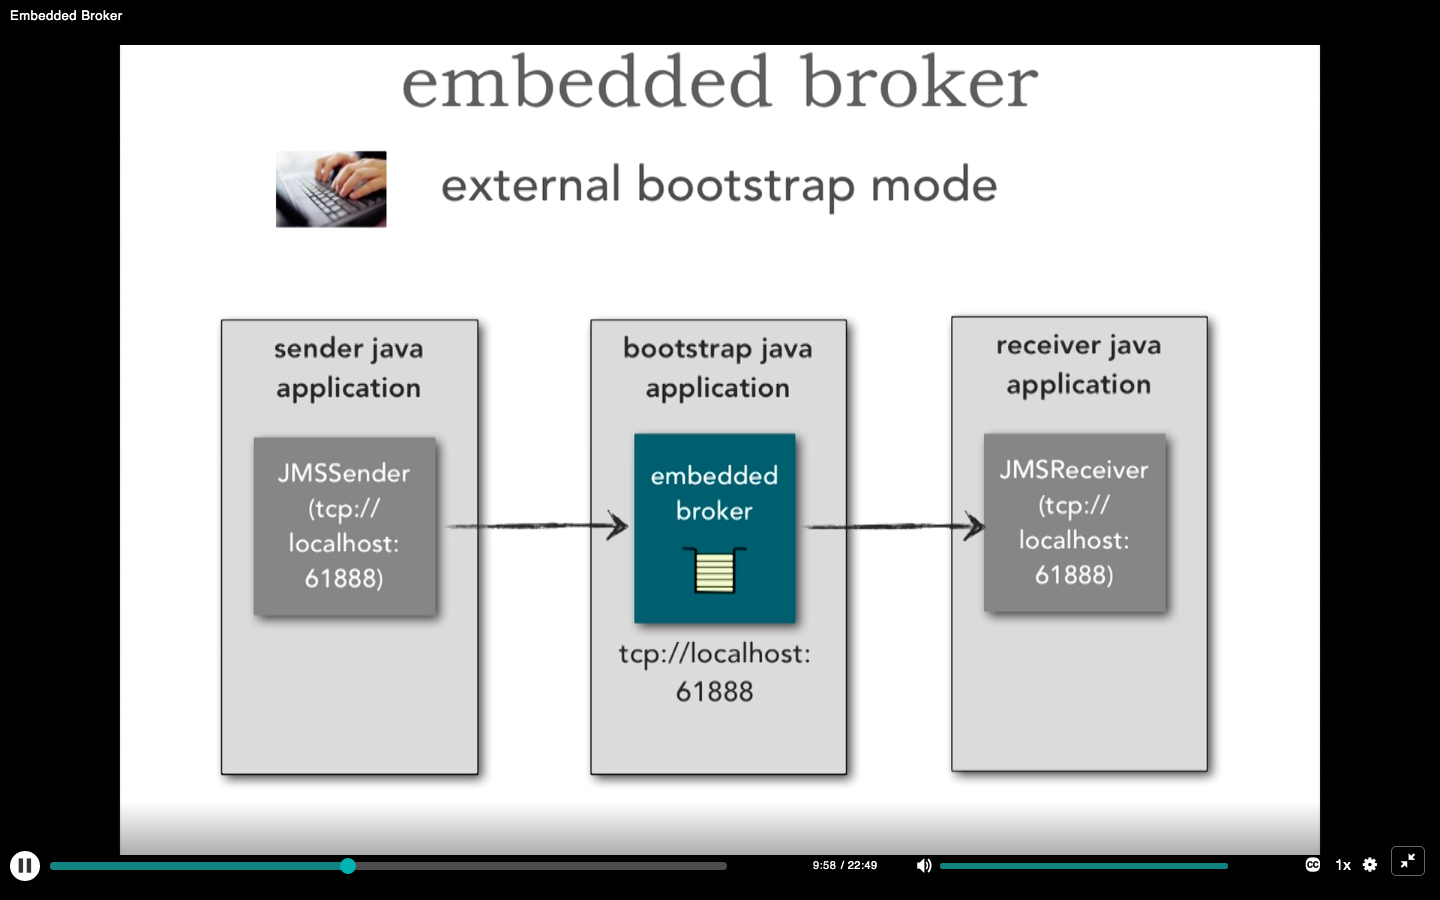 Embedded Broker
embedded broker
external bootstrap mode
sender java
application
JMSSender
(tcp://
localhost:
61888)
bootstrap java
application
embedded
broker
tcp://localhost:
61888
receiver java
application
JMSReceiver
(tcp://
localhost:
61888)
9:58 / 22:49
CC
1x